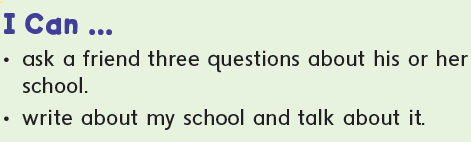 I Can ...
• ask a friend three questions about his or her
school.
• write about my school and talk about it.